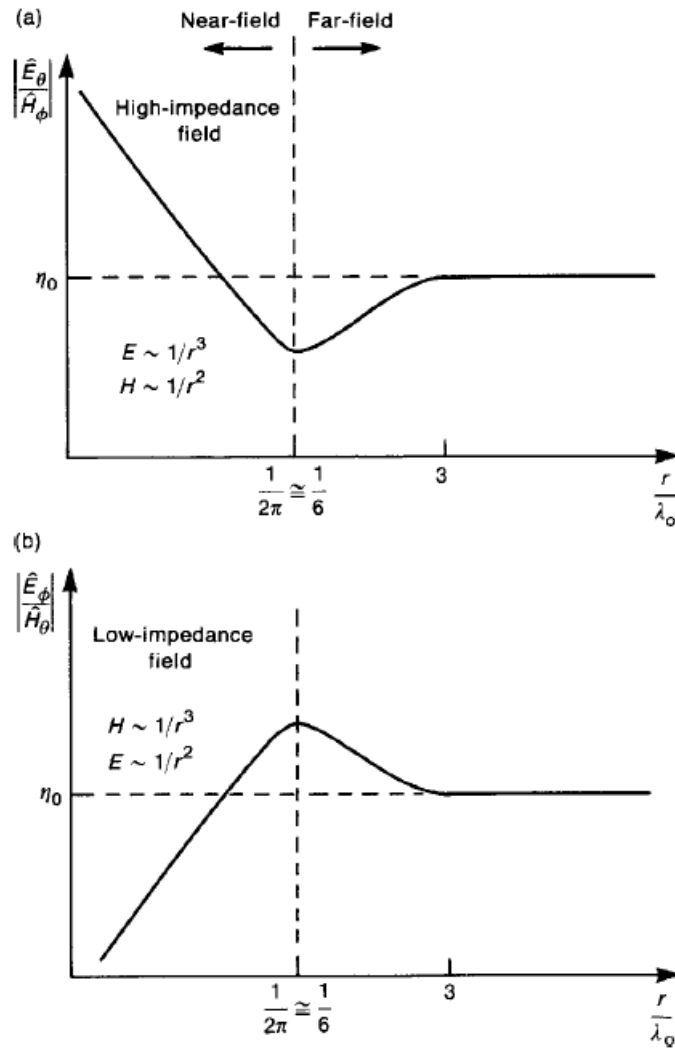 (a)
Near-field Far-field
|Ê_θ / Ĥ_ϕ|
High-impedance
field
η₀
E ~ 1/r³
H ~ 1/r²
1/2π ≅ 1/6 3 r/λ₀
(b)
|Ê_ϕ / Ĥ_θ|
Low-impedance
field
H ~ 1/r³
E ~ 1/r²
η₀
1/2π ≅ 1/6 3 r/λ₀